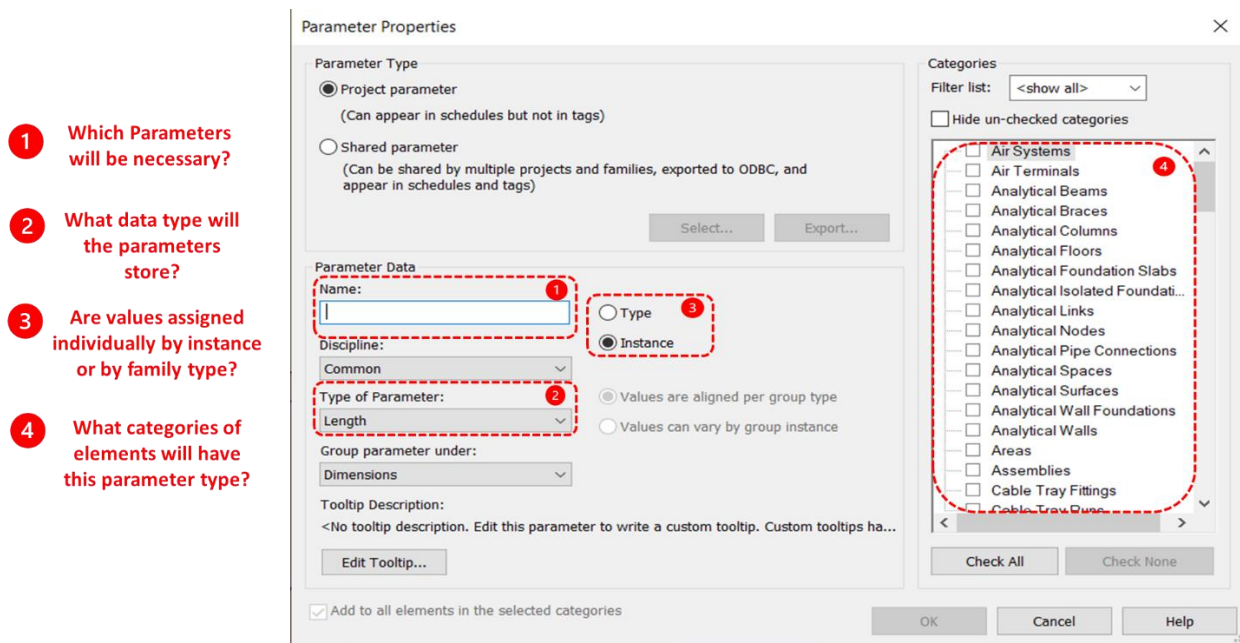 1
Which Parameters
will be necessary?
2
What data type will
the parameters
store?
3
Are values assigned
individually by instance
or by family type?
4
What categories of
elements will have
this parameter type?
Parameter Properties
Parameter Type
Project parameter
(Can appear in schedules but not in tags)
Shared parameter
(Can be shared by multiple projects and families, exported to ODBC, and
appear in schedules and tags)
Select...
Export...
Parameter Data
Name:
1
Type
3
Instance
Discipline:
Common
Type of Parameter:
2
Length
Values are aligned per group type
Values can vary by group instance
Group parameter under:
Dimensions
Tooltip Description:
<No tooltip description. Edit this parameter to write a custom tooltip. Custom tooltips ha...
Edit Tooltip...
Add to all elements in the selected categories
Categories
Filter list:
<show all>
Hide un-checked categories
4
Air Systems
Air Terminals
Analytical Beams
Analytical Braces
Analytical Columns
Analytical Floors
Analytical Foundation Slabs
Analytical Isolated Foundati...
Analytical Links
Analytical Nodes
Analytical Pipe Connections
Analytical Spaces
Analytical Surfaces
Analytical Wall Foundations
Analytical Walls
Areas
Assemblies
Cable Tray Fittings
Cable Tray Runs
Check All
Check None
OK
Cancel
Help